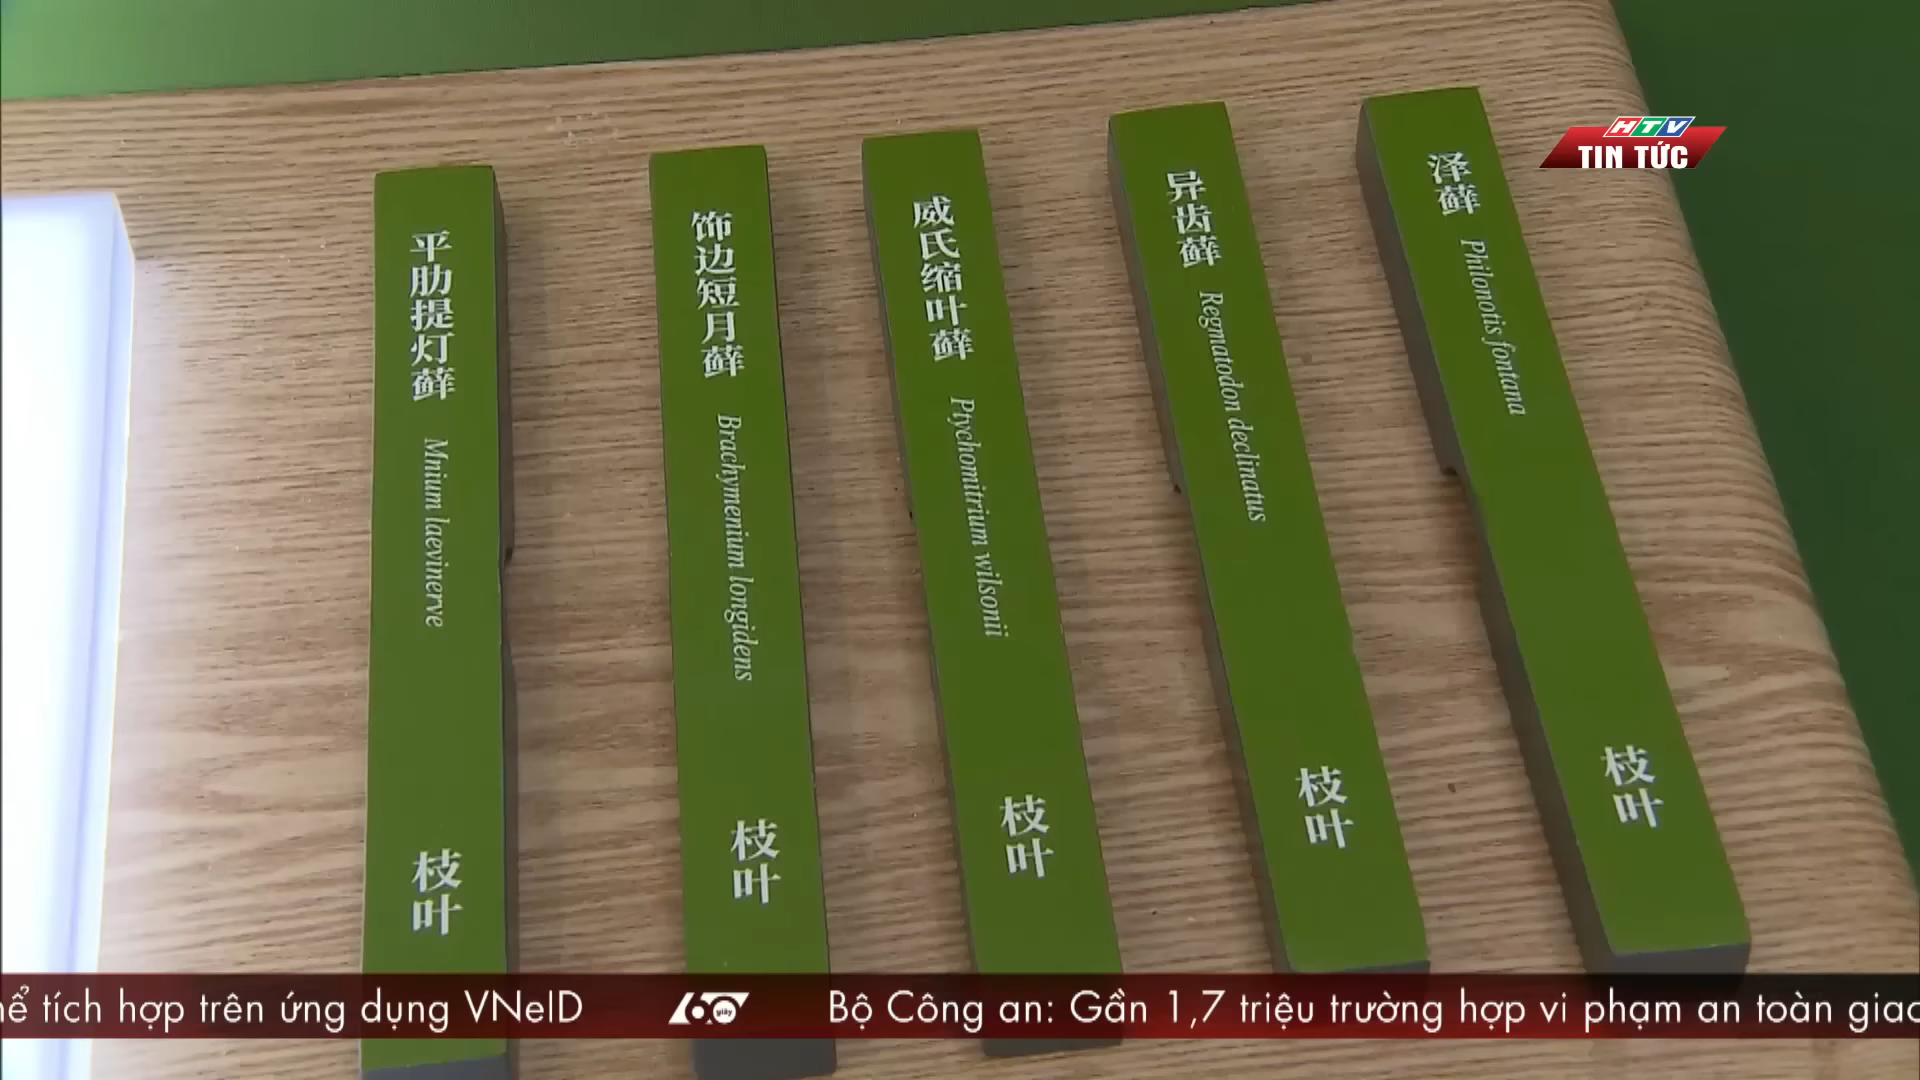 平肋提灯藓 Mnium laevinerve 枝叶
饰边短月藓 Brachymenium longidens 枝叶
威氏缩叶藓 Ptychomitrium wilsonii 枝叶
异齿藓 Regmatodon declinatus 枝叶
泽藓 Philonotis fontana 枝叶
HTV
TIN TỨC
ể tích hợp trên ứng dụng VNeID 60 giây Bộ Công an: Gần 1,7 triệu trường hợp vi phạm an toàn giao